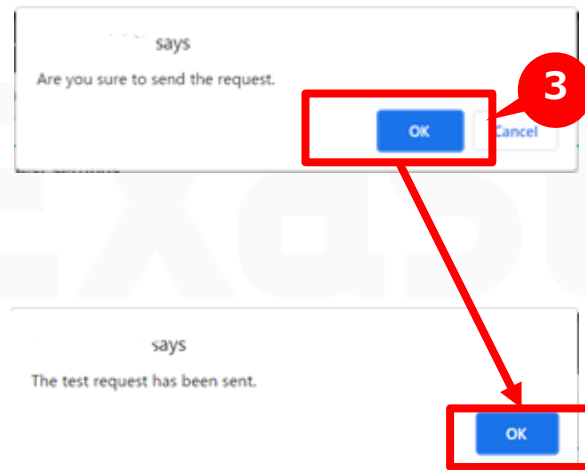 says
Are you sure to send the request.
3
OK
Cancel
says
The test request has been sent.
OK